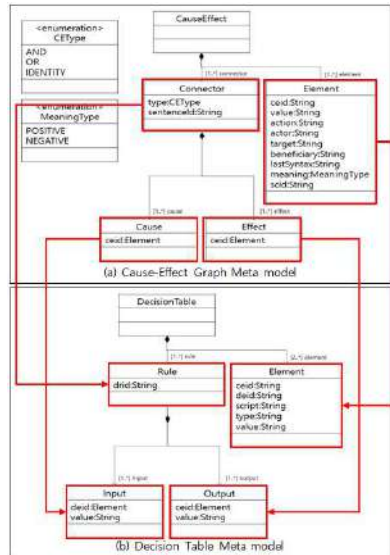 CauseEffect
<enumeration>
CEType
AND
OR
IDENTITY
[1..*] connector
[1..*] element
Connector
type:CEType
sentenceId:String
Element
ceid:String
value:String
action:String
actor:String
target:String
beneficiary:String
lastSyntax:String
meaning:MeaningType
scid:String
<enumeration>
MeaningType
POSITIVE
NEGATIVE
[1..*] cause
[1..*] effect
Cause
ceid:Element
Effect
ceid:Element
(a) Cause-Effect Graph Meta model
DecisionTable
[1..*] rule
[2..*] element
Rule
drid:String
Element
ceid:String
deid:String
script:String
type:String
value:String
[1..*] input
[1..*] output
Input
deid:Element
value:String
Output
ceid:Element
value:String
(b) Decision Table Meta model